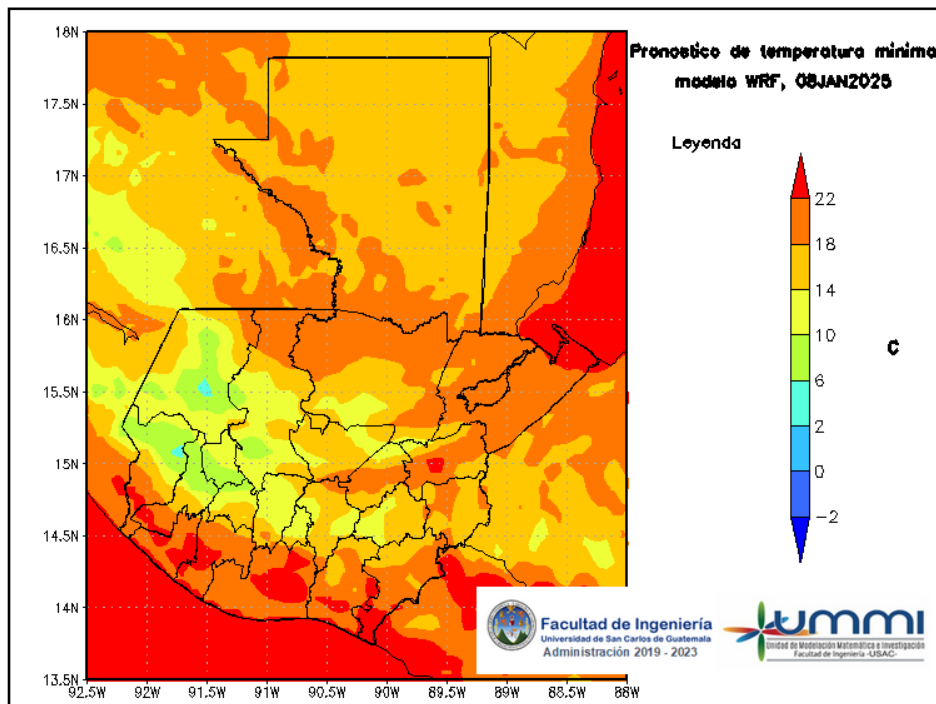 Pronostico de temperatura minima
modelo WRF, 08JAN2025
Leyenda
22
18
14
10
6
2
0
−2
C
18N
17.5N
17N
16.5N
16N
15.5N
15N
14.5N
14N
13.5N
92.5W 92W 91.5W 91W 90.5W 90W 89.5W 89W 88.5W 88W
Facultad de Ingeniería
Universidad de San Carlos de Guatemala
Administración 2019 - 2023
ummi
Unidad de Modelación Matemática e Investigación
Facultad de Ingeniería -USAC-